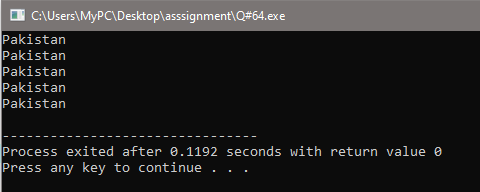 C:\Users\MyPC\Desktop\asssignment\Q#64.exe
Pakistan
Pakistan
Pakistan
Pakistan
Pakistan
--------------------------------
Process exited after 0.1192 seconds with return value 0
Press any key to continue . . .